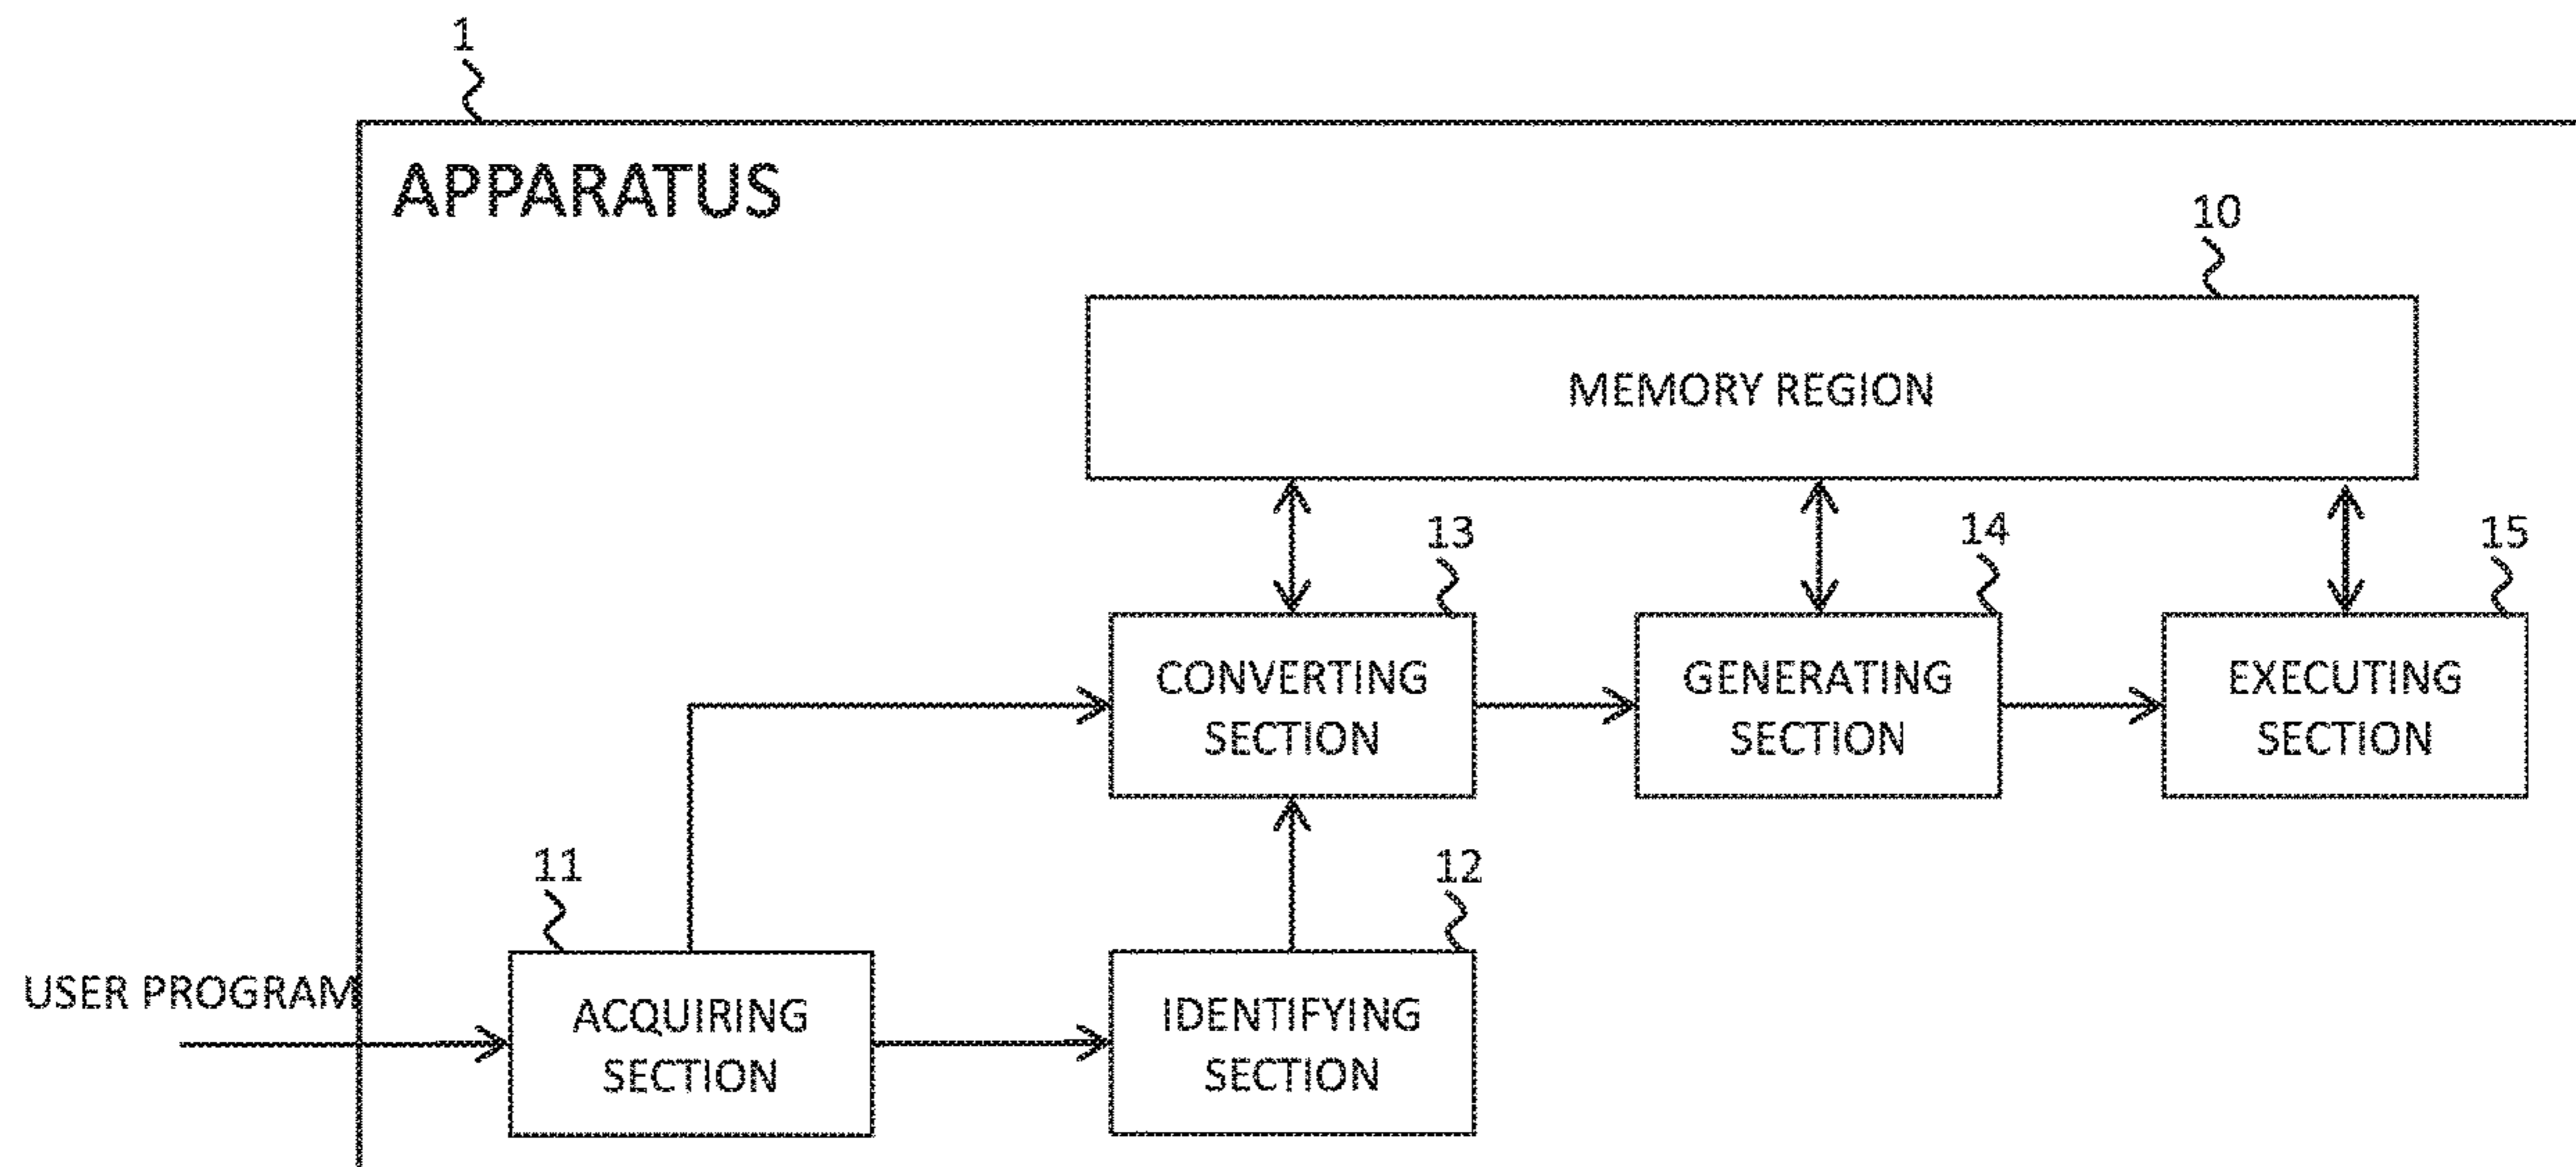 1
APPARATUS
10
MEMORY REGION
13
14
15
CONVERTING
SECTION
GENERATING
SECTION
EXECUTING
SECTION
11
12
USER PROGRAM
ACQUIRING
SECTION
IDENTIFYING
SECTION